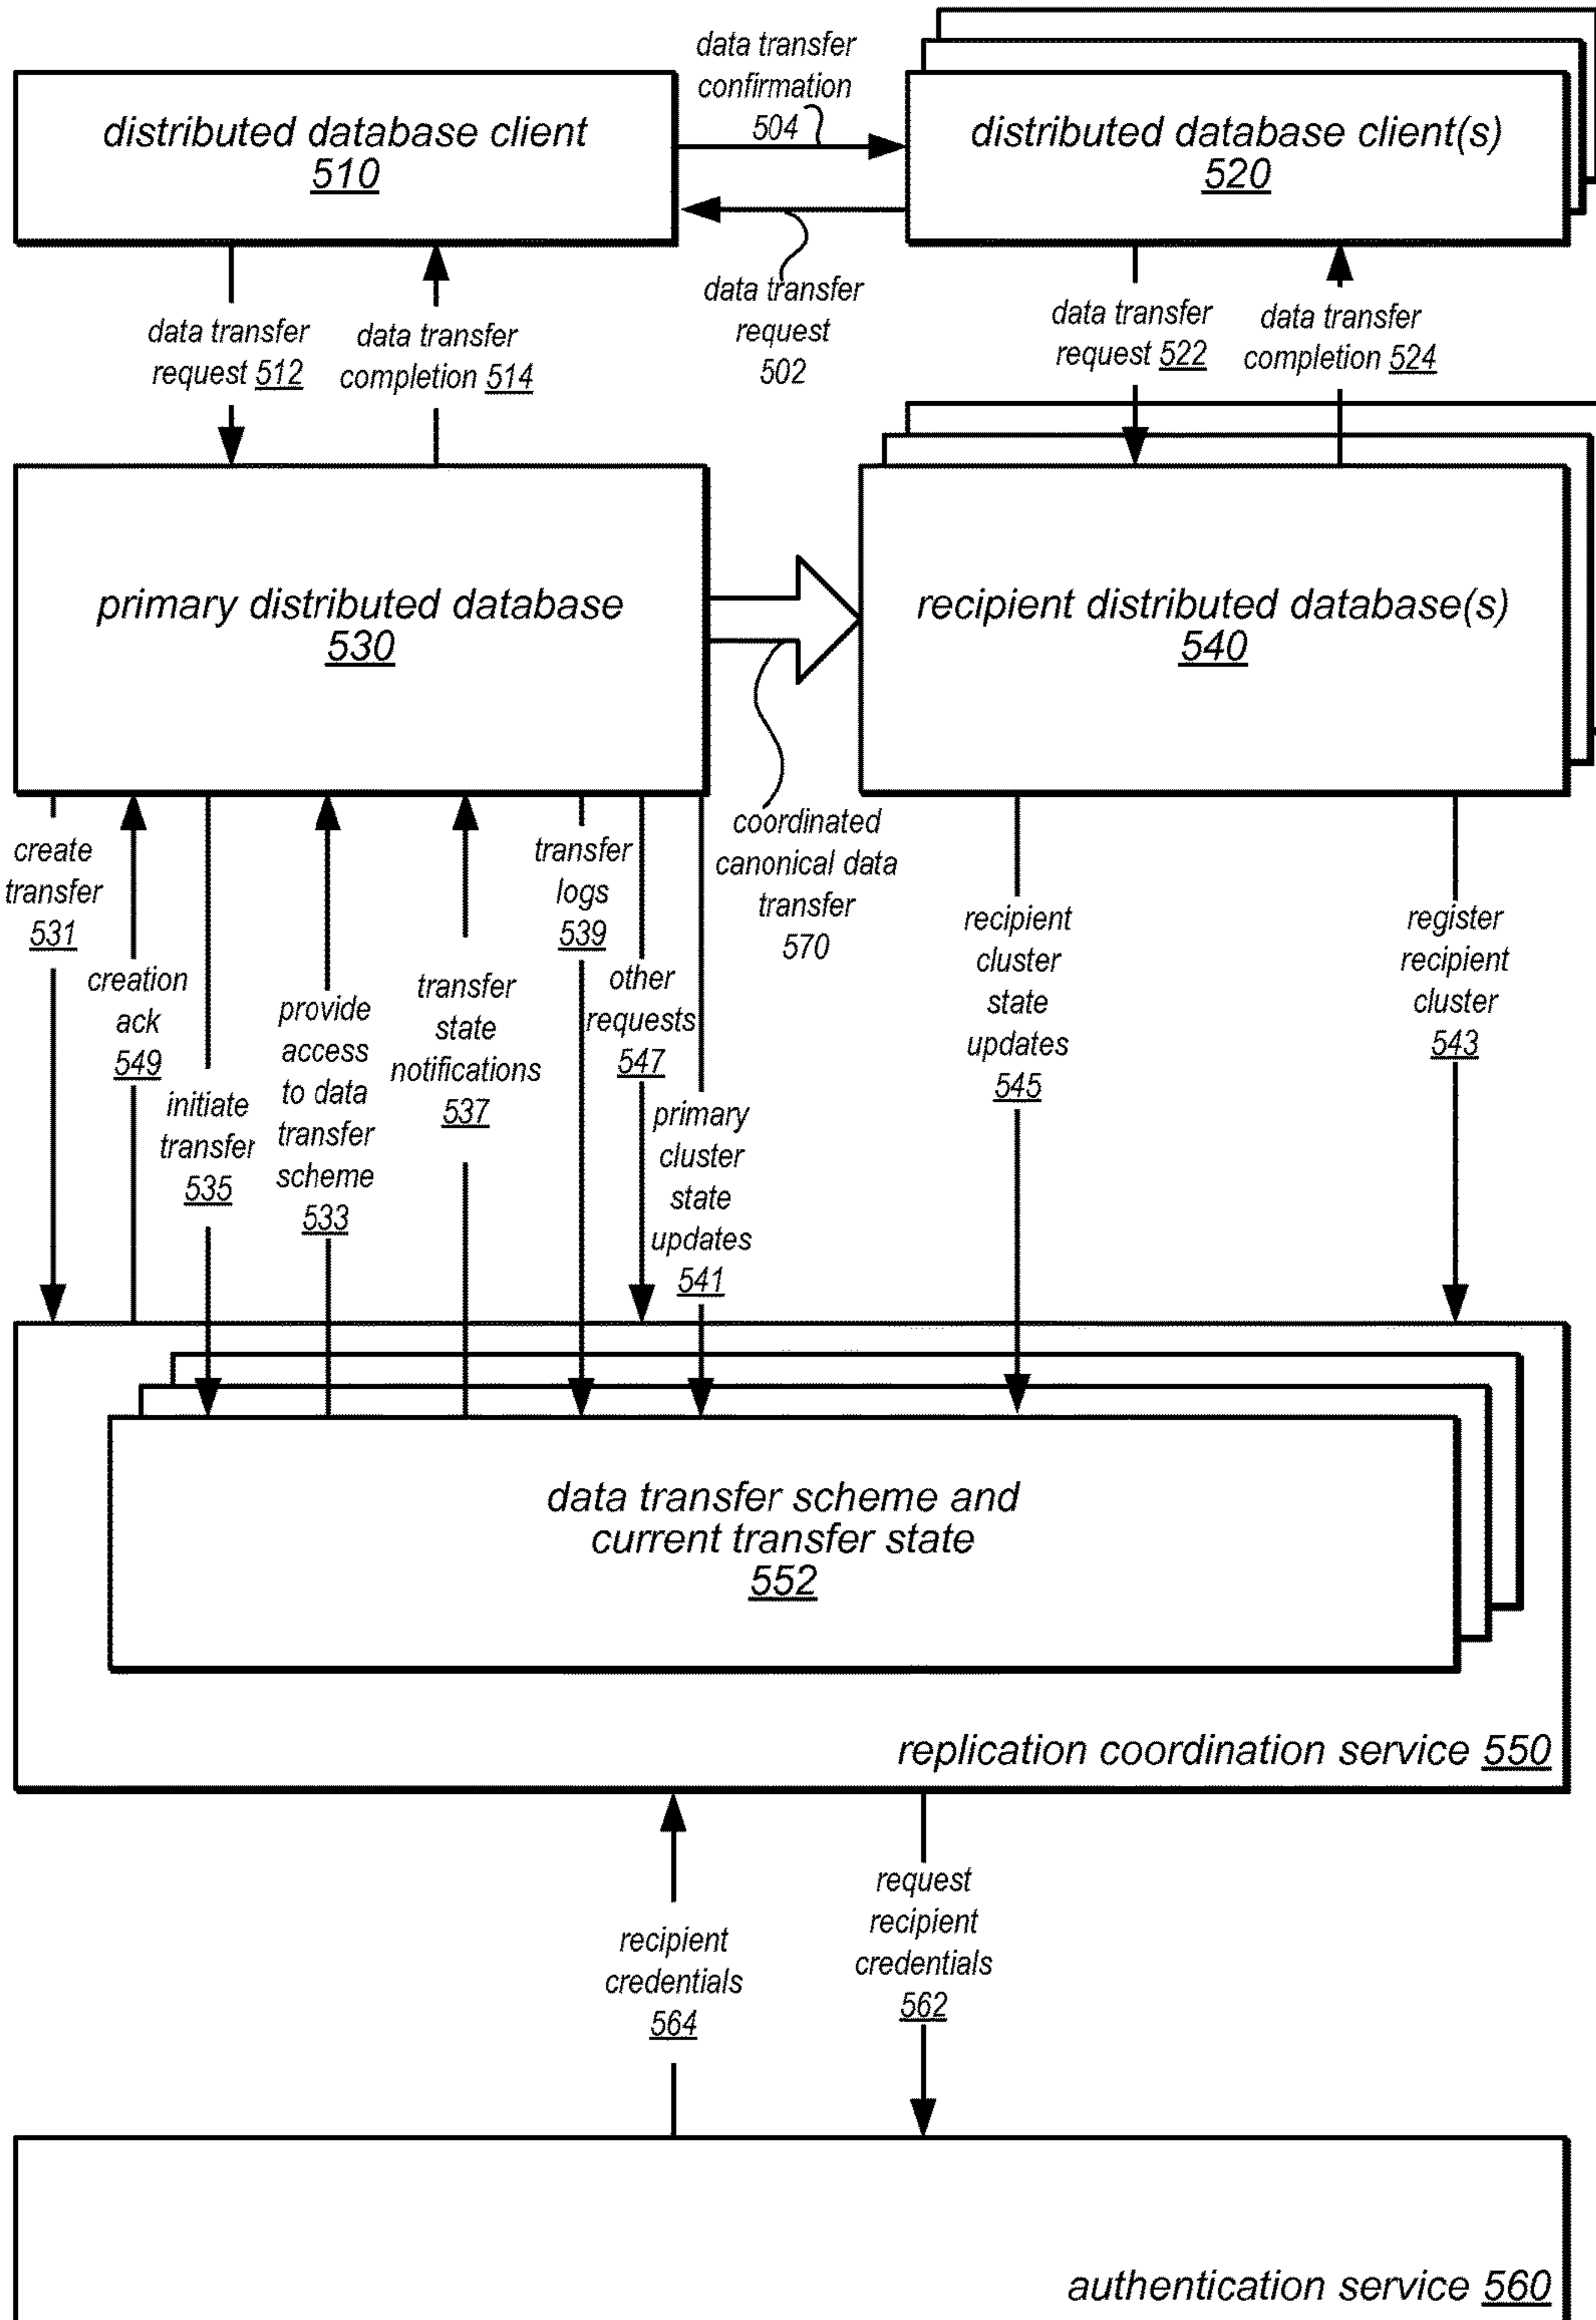 data transfer
confirmation
504
distributed database client
510
distributed database client(s)
520
data transfer
request
502
data transfer
request 512
data transfer
completion 514
data transfer
request 522
data transfer
completion 524
primary distributed database
530
recipient distributed database(s)
540
coordinated
canonical data
transfer
570
create
transfer
531
creation
ack
549
initiate
transfer
535
provide
access
to data
transfer
scheme
533
transfer
state
notifications
537
transfer
logs
539
other
requests
547
primary
cluster
state
updates
541
recipient
cluster
state
updates
545
register
recipient
cluster
543
data transfer scheme and
current transfer state
552
replication coordination service 550
recipient
credentials
564
request
recipient
credentials
562
authentication service 560